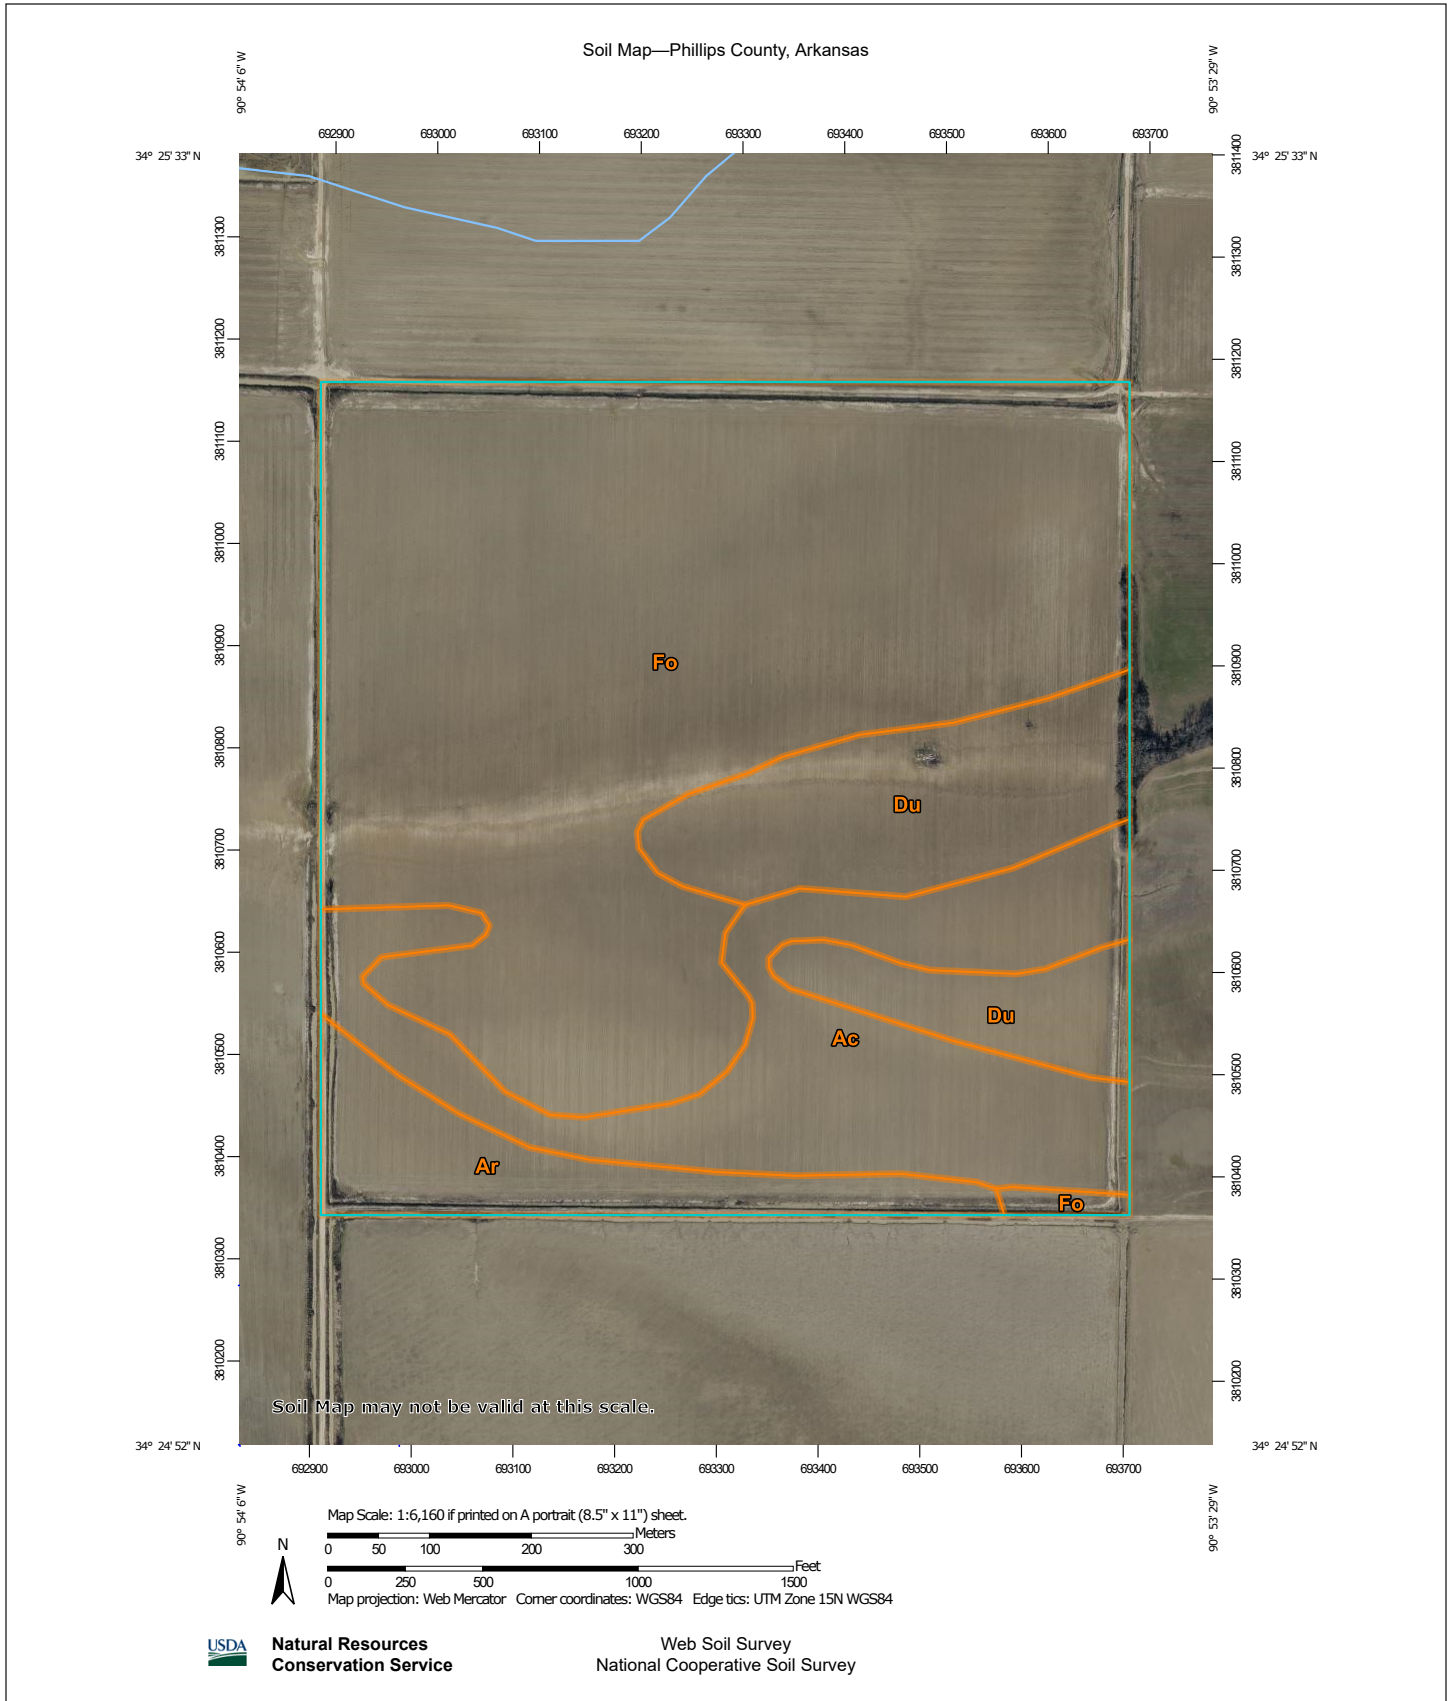 Soil Map—Phillips County, Arkansas
90° 54' 6'' W
90° 53' 29'' W
692900 693000 693100 693200 693300 693400 693500 693600 693700
34° 25' 33'' N
34° 25' 33'' N
3811400
3811300
3811300
3811200
3811200
3811100
3811100
3811000
3811000
3810900
3810900
3810800
3810800
3810700
3810700
3810600
3810600
3810500
3810500
3810400
3810400
3810300
3810300
3810200
3810200
Fo
Du
Du
Ac
Ar
Fo
Soil Map may not be valid at this scale.
34° 24' 52'' N
34° 24' 52'' N
692900 693000 693100 693200 693300 693400 693500 693600 693700
90° 54' 6'' W
90° 53' 29'' W
Map Scale: 1:6,160 if printed on A portrait (8.5" x 11") sheet.
Meters
0 50 100 200 300
Feet
0 250 500 1000 1500
Map projection: Web Mercator Corner coordinates: WGS84 Edge tics: UTM Zone 15N WGS84
N
USDA
Natural Resources
Conservation Service
Web Soil Survey
National Cooperative Soil Survey